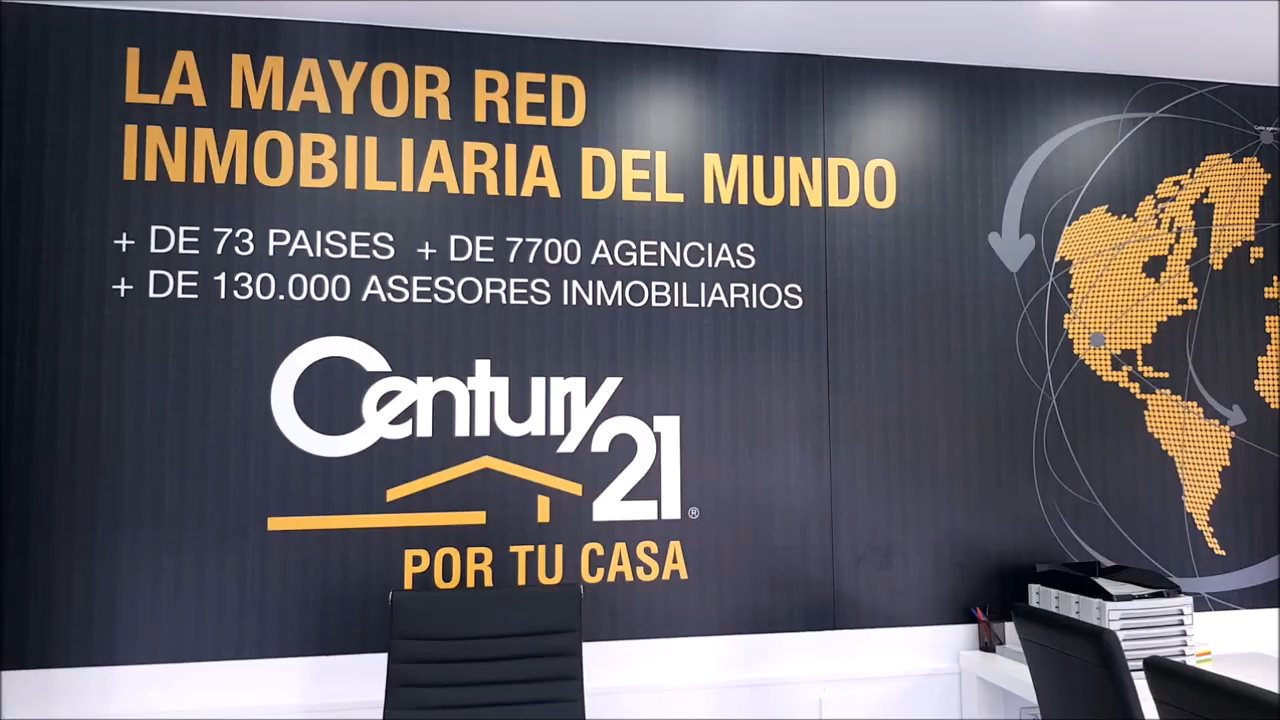 LA MAYOR RED
INMOBILIARIA DEL MUNDO
+ DE 73 PAISES + DE 7700 AGENCIAS
+ DE 130.000 ASESORES INMOBILIARIOS
Century
21®
POR TU CASA